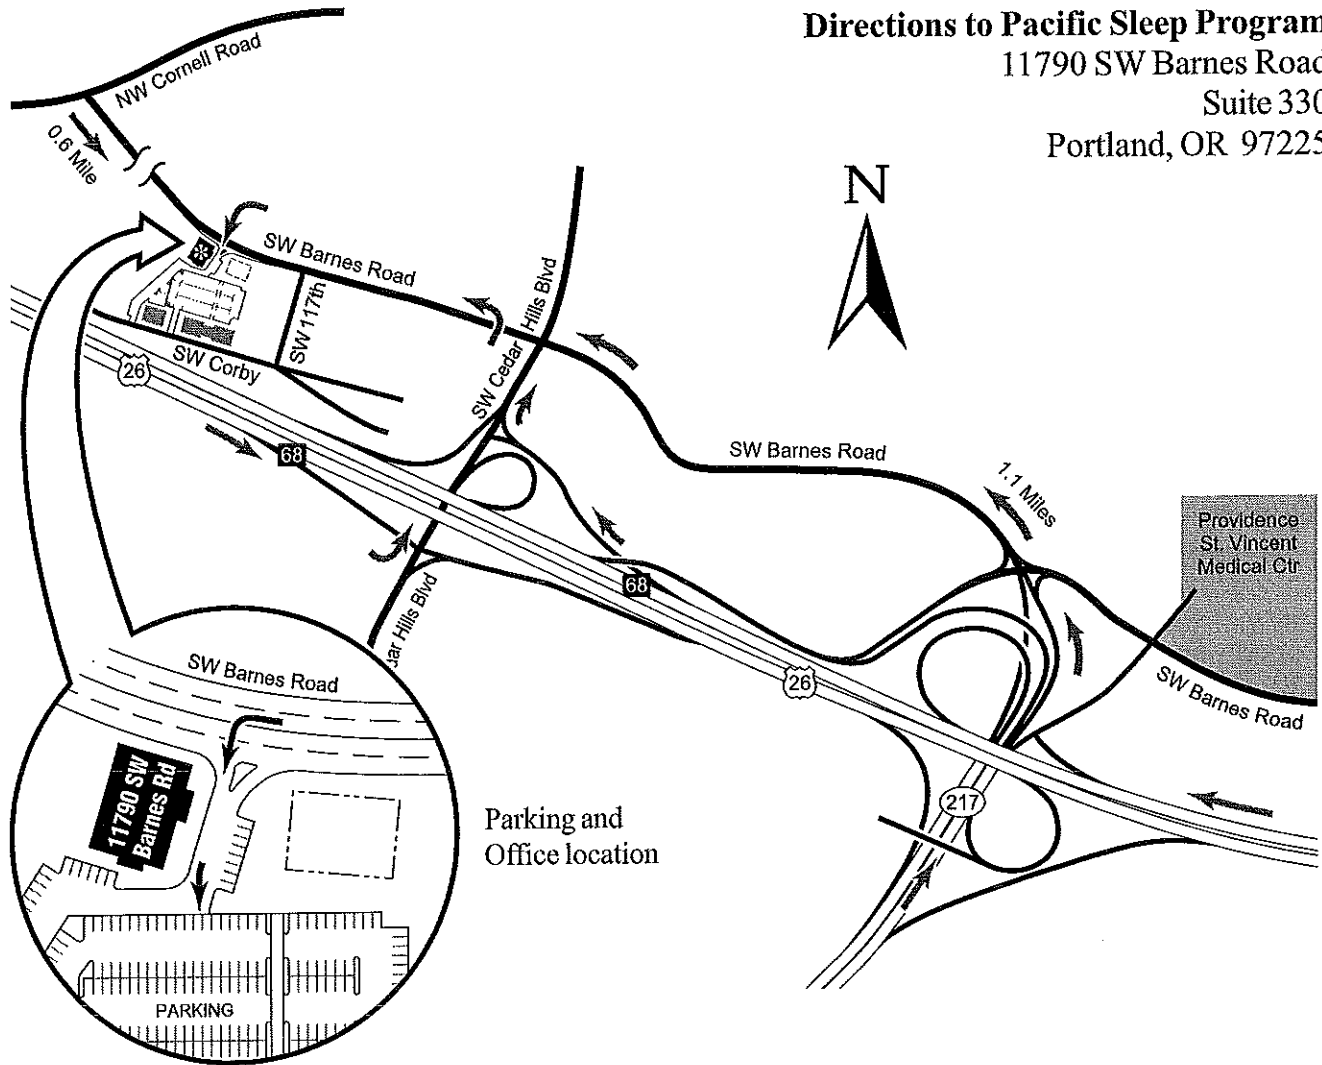 Directions to Pacific Sleep Program
11790 SW Barnes Road
Suite 330
Portland, OR 97225
NW Cornell Road
0.6 Mile
N
SW Barnes Road
SW 117th
SW Cedar Hills Blvd
SW Corby
26
68
SW Barnes Road
1.1 Miles
Providence
St. Vincent
Medical Ctr
68
ar Hills Blvd
26
SW Barnes Road
217
SW Barnes Road
11790 SW
Barnes Rd
Parking and
Office location
PARKING